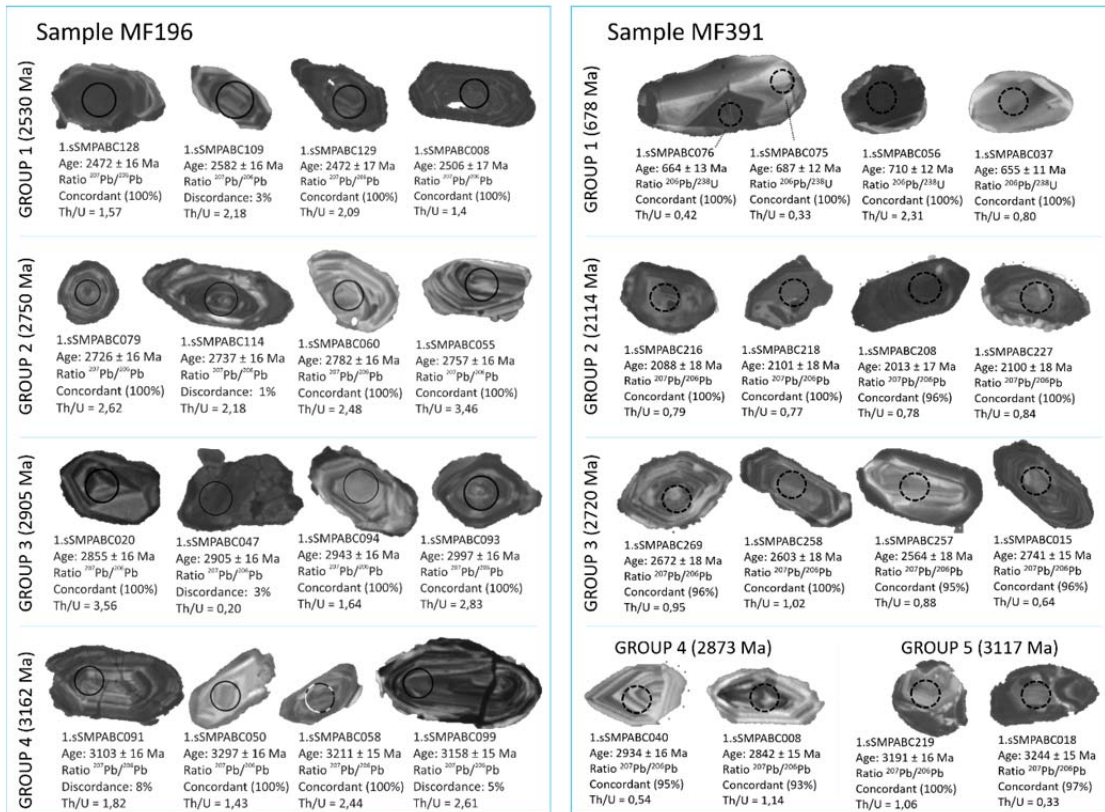 Sample MF196
GROUP 1 (2530 Ma)
1.sSMPABC128
Age: 2472 ± 16 Ma
Ratio ²⁰⁷Pb/²⁰⁶Pb
Concordant (100%)
Th/U = 1,57
1.sSMPABC109
Age: 2582 ± 16 Ma
Ratio ²⁰⁷Pb/²⁰⁶Pb
Discordance: 3%
Th/U = 2,18
1.sSMPABC129
Age: 2472 ± 17 Ma
Ratio ²⁰⁷Pb/²⁰⁶Pb
Concordant (100%)
Th/U = 2,09
1.sSMPABC008
Age: 2506 ± 17 Ma
Ratio ²⁰⁷Pb/²⁰⁶Pb
Concordant (100%)
Th/U = 1,4
GROUP 2 (2750 Ma)
1.sSMPABC079
Age: 2726 ± 16 Ma
Ratio ²⁰⁷Pb/²⁰⁶Pb
Concordant (100%)
Th/U = 2,62
1.sSMPABC114
Age: 2737 ± 16 Ma
Ratio ²⁰⁷Pb/²⁰⁶Pb
Discordance: 1%
Th/U = 2,18
1.sSMPABC060
Age: 2782 ± 16 Ma
Ratio ²⁰⁷Pb/²⁰⁶Pb
Concordant (100%)
Th/U = 2,48
1.sSMPABC055
Age: 2757 ± 16 Ma
Ratio ²⁰⁷Pb/²⁰⁶Pb
Concordant (100%)
Th/U = 3,46
GROUP 3 (2905 Ma)
1.sSMPABC020
Age: 2855 ± 16 Ma
Ratio ²⁰⁷Pb/²⁰⁶Pb
Concordant (100%)
Th/U = 3,56
1.sSMPABC047
Age: 2905 ± 16 Ma
Ratio ²⁰⁷Pb/²⁰⁶Pb
Discordance: 3%
Th/U = 0,20
1.sSMPABC094
Age: 2943 ± 16 Ma
Ratio ²⁰⁷Pb/²⁰⁶Pb
Concordant (100%)
Th/U = 1,64
1.sSMPABC093
Age: 2997 ± 16 Ma
Ratio ²⁰⁷Pb/²⁰⁶Pb
Concordant (100%)
Th/U = 2,83
GROUP 4 (3162 Ma)
1.sSMPABC091
Age: 3103 ± 16 Ma
Ratio ²⁰⁷Pb/²⁰⁶Pb
Discordance: 8%
Th/U = 1,82
1.sSMPABC050
Age: 3297 ± 16 Ma
Ratio ²⁰⁷Pb/²⁰⁶Pb
Concordant (100%)
Th/U = 1,43
1.sSMPABC058
Age: 3211 ± 15 Ma
Ratio ²⁰⁷Pb/²⁰⁶Pb
Concordant (100%)
Th/U = 2,44
1.sSMPABC099
Age: 3158 ± 15 Ma
Ratio ²⁰⁷Pb/²⁰⁶Pb
Discordance: 5%
Th/U = 2,61
Sample MF391
GROUP 1 (678 Ma)
1.sSMPABC076
Age: 664 ± 13 Ma
Ratio ²⁰⁶Pb/²³⁸U
Concordant (100%)
Th/U = 0,42
1.sSMPABC075
Age: 687 ± 12 Ma
Ratio ²⁰⁶Pb/²³⁸U
Concordant (100%)
Th/U = 0,33
1.sSMPABC056
Age: 710 ± 12 Ma
Ratio ²⁰⁶Pb/²³⁸U
Concordant (100%)
Th/U = 2,31
1.sSMPABC037
Age: 655 ± 11 Ma
Ratio ²⁰⁶Pb/²³⁸U
Concordant (100%)
Th/U = 0,80
GROUP 2 (2114 Ma)
1.sSMPABC216
Age: 2088 ± 18 Ma
Ratio ²⁰⁷Pb/²⁰⁶Pb
Concordant (100%)
Th/U = 0,79
1.sSMPABC218
Age: 2101 ± 18 Ma
Ratio ²⁰⁷Pb/²⁰⁶Pb
Concordant (100%)
Th/U = 0,77
1.sSMPABC208
Age: 2013 ± 17 Ma
Ratio ²⁰⁷Pb/²⁰⁶Pb
Concordant (96%)
Th/U = 0,78
1.sSMPABC227
Age: 2100 ± 18 Ma
Ratio ²⁰⁷Pb/²⁰⁶Pb
Concordant (100%)
Th/U = 0,84
GROUP 3 (2720 Ma)
1.sSMPABC269
Age: 2672 ± 18 Ma
Ratio ²⁰⁷Pb/²⁰⁶Pb
Concordant (96%)
Th/U = 0,95
1.sSMPABC258
Age: 2603 ± 18 Ma
Ratio ²⁰⁷Pb/²⁰⁶Pb
Concordant (100%)
Th/U = 1,02
1.sSMPABC257
Age: 2564 ± 18 Ma
Ratio ²⁰⁷Pb/²⁰⁶Pb
Concordant (95%)
Th/U = 0,88
1.sSMPABC015
Age: 2741 ± 15 Ma
Ratio ²⁰⁷Pb/²⁰⁶Pb
Concordant (96%)
Th/U = 0,64
GROUP 4 (2873 Ma)
1.sSMPABC040
Age: 2934 ± 16 Ma
Ratio ²⁰⁷Pb/²⁰⁶Pb
Concordant (95%)
Th/U = 0,54
1.sSMPABC008
Age: 2842 ± 15 Ma
Ratio ²⁰⁷Pb/²⁰⁶Pb
Concordant (93%)
Th/U = 1,14
GROUP 5 (3117 Ma)
1.sSMPABC219
Age: 3191 ± 16 Ma
Ratio ²⁰⁷Pb/²⁰⁶Pb
Concordant (100%)
Th/U = 1,06
1.sSMPABC018
Age: 3244 ± 15 Ma
Ratio ²⁰⁷Pb/²⁰⁶Pb
Concordant (97%)
Th/U = 0,33